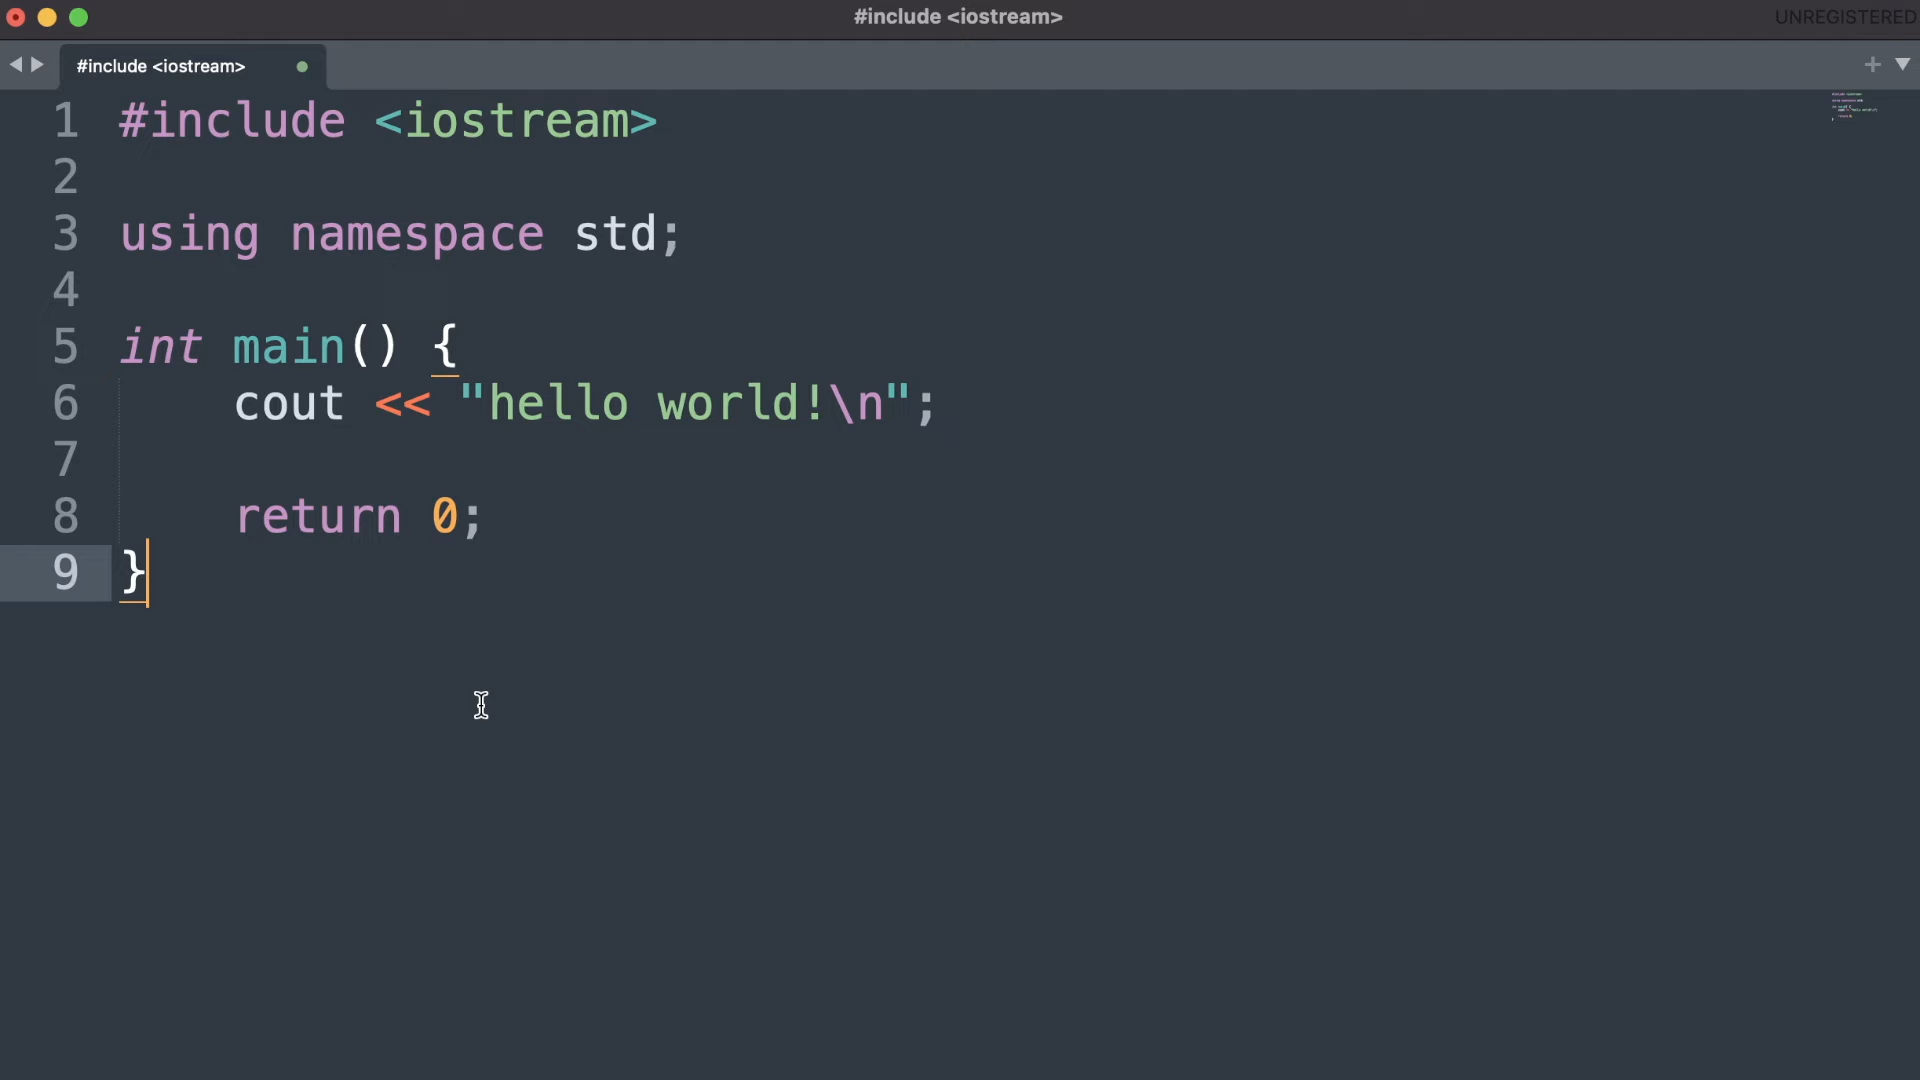 #include <iostream>
UNREGISTERED
#include <iostream>
1 #include <iostream>
2
3 using namespace std;
4
5 int main() {
6     cout << "hello world!\n";
7
8     return 0;
9 }